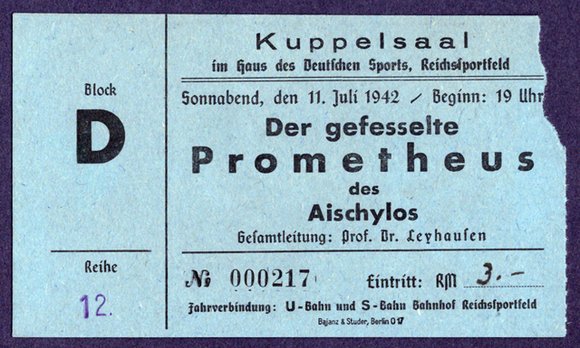 Kuppelsaal
im Haus des Deutschen Sports, Reichssportfeld
Block
D
Reihe
12.
Sonnabend, den 11. Juli 1942 / Beginn: 19 Uhr
Der gefesselte
Prometheus
des
Aischylos
Gesamtleitung: Prof. Dr. Leyhausen
№ 000217
Eintritt: RM 3.-
Fahrverbindung: U-Bahn und S-Bahn Bahnhof Reichssportfeld
Bajanz & Studer, Berlin O 17